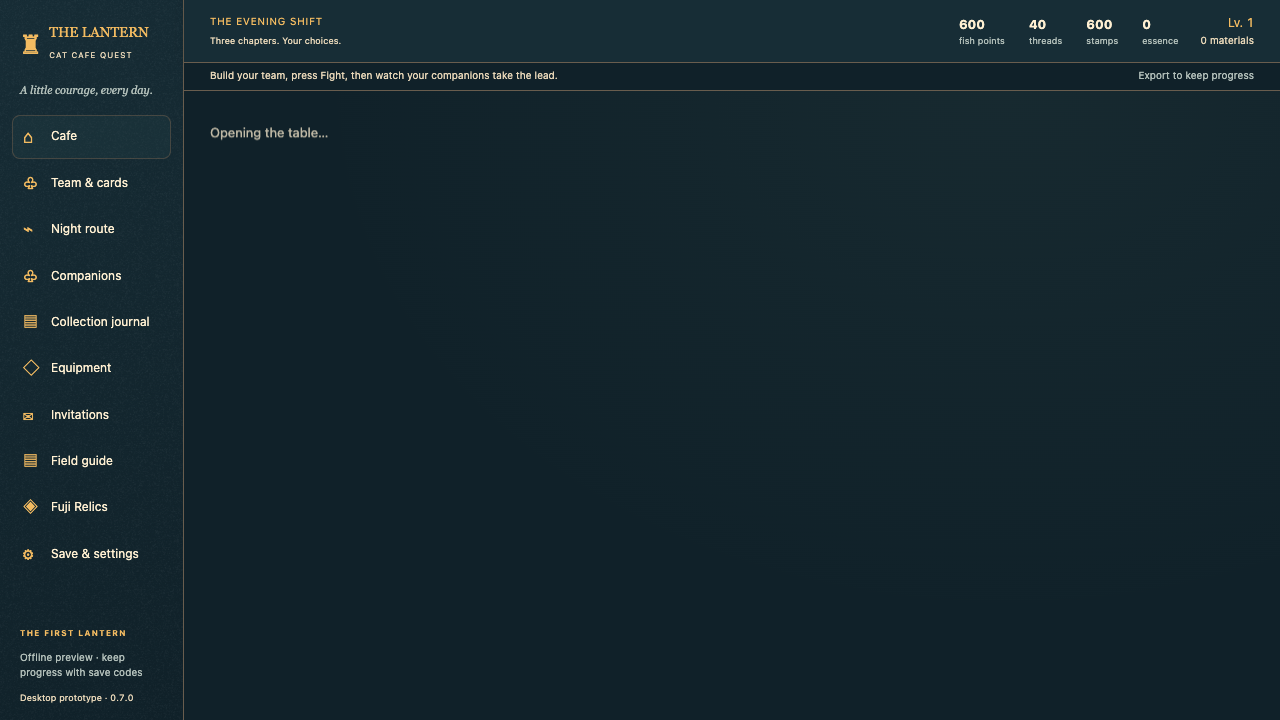 THE LANTERN
CAT CAFE QUEST
A little courage, every day.
Cafe
Team & cards
Night route
Companions
Collection journal
Equipment
Invitations
Field guide
Fuji Relics
Save & settings
THE FIRST LANTERN
Offline preview · keep
progress with save codes
Desktop prototype · 0.7.0
THE EVENING SHIFT
Three chapters. Your choices.
600
fish points
40
threads
600
stamps
0
essence
Lv. 1
0 materials
Build your team, press Fight, then watch your companions take the lead.
Export to keep progress
Opening the table...